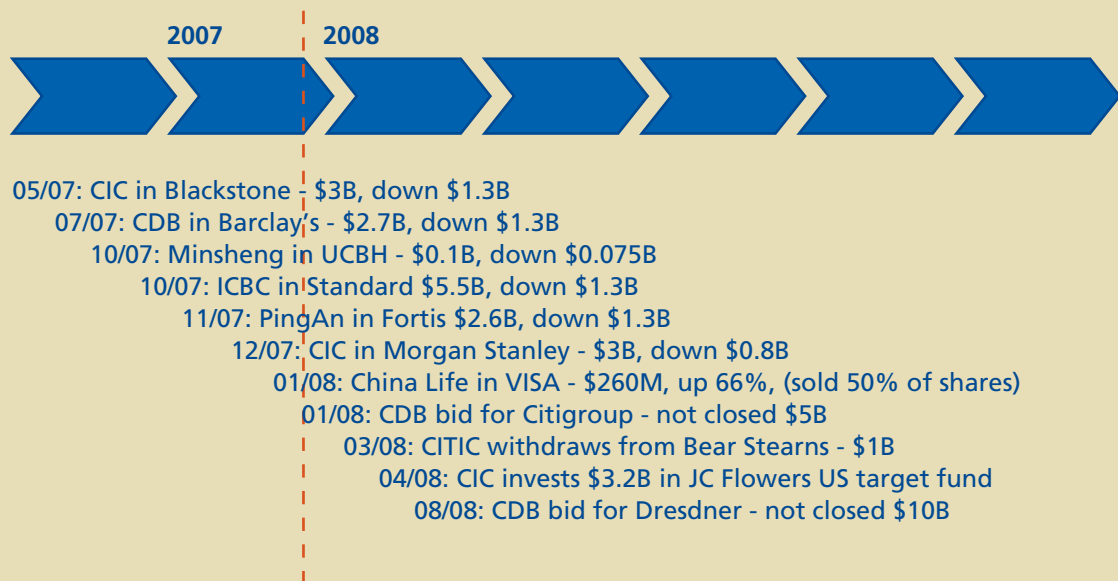 2007 2008
05/07: CIC in Blackstone - $3B, down $1.3B
07/07: CDB in Barclay's - $2.7B, down $1.3B
10/07: Minsheng in UCBH - $0.1B, down $0.075B
10/07: ICBC in Standard $5.5B, down $1.3B
11/07: PingAn in Fortis $2.6B, down $1.3B
12/07: CIC in Morgan Stanley - $3B, down $0.8B
01/08: China Life in VISA - $260M, up 66%, (sold 50% of shares)
01/08: CDB bid for Citigroup - not closed $5B
03/08: CITIC withdraws from Bear Stearns - $1B
04/08: CIC invests $3.2B in JC Flowers US target fund
08/08: CDB bid for Dresdner - not closed $10B